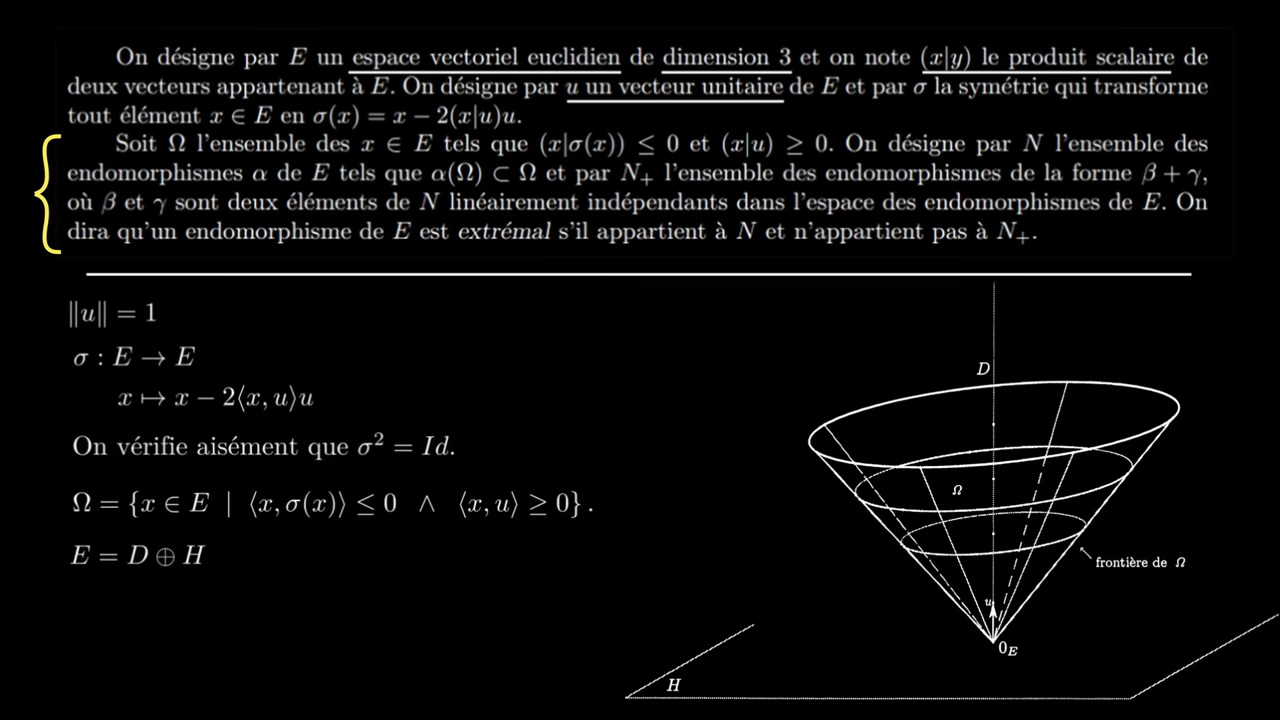 On désigne par E un espace vectoriel euclidien de dimension 3 et on note (x|y) le produit scalaire de
deux vecteurs appartenant à E. On désigne par u un vecteur unitaire de E et par σ la symétrie qui transforme
tout élément x ∈ E en σ(x) = x − 2(x|u)u.
Soit Ω l'ensemble des x ∈ E tels que (x|σ(x)) ≤ 0 et (x|u) ≥ 0. On désigne par N l'ensemble des
endomorphismes α de E tels que α(Ω) ⊂ Ω et par N₊ l'ensemble des endomorphismes de la forme β + γ,
où β et γ sont deux éléments de N linéairement indépendants dans l'espace des endomorphismes de E. On
dira qu'un endomorphisme de E est extrémal s'il appartient à N et n'appartient pas à N₊.
‖u‖ = 1
σ : E → E
x ↦ x − 2⟨x, u⟩u
On vérifie aisément que σ² = Id.
Ω = {x ∈ E | ⟨x, σ(x)⟩ ≤ 0 ∧ ⟨x, u⟩ ≥ 0} .
E = D ⊕ H
D
Ω
frontière de Ω
u
0_E
H